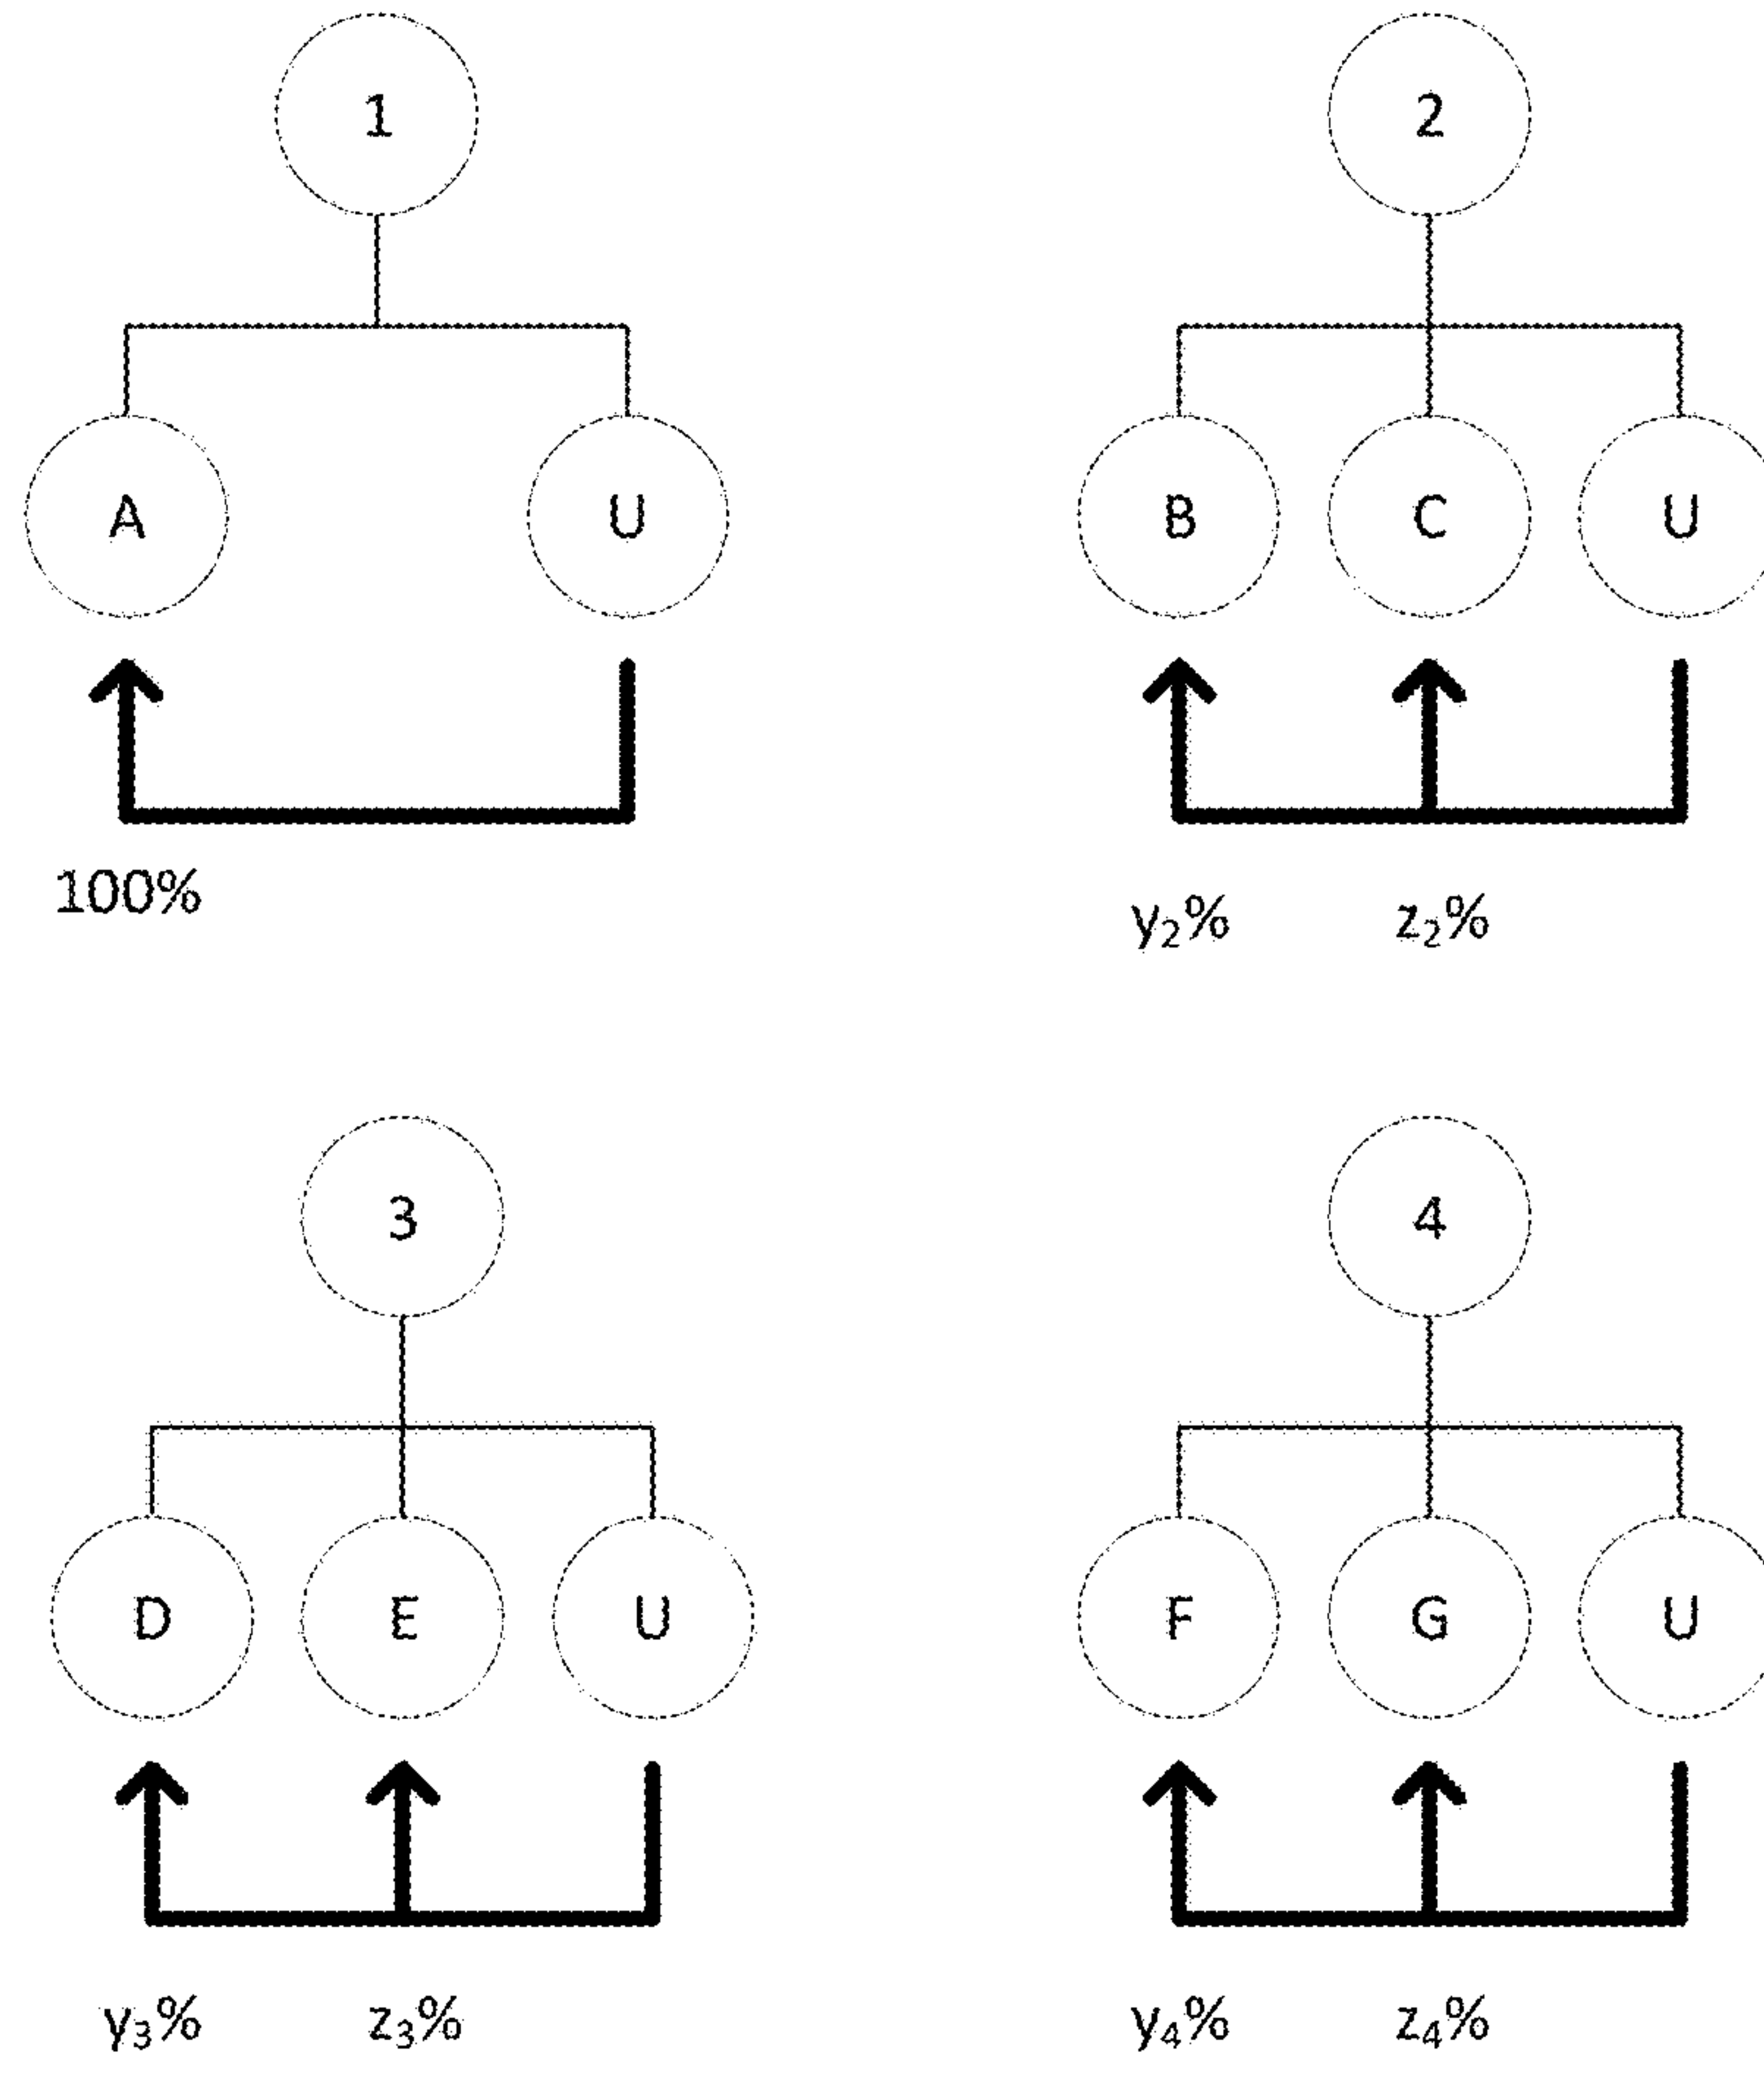 1
2
A U
B C U
100%
y₂% z₂%
3
4
D E U
F G U
y₃% z₃%
y₄% z₄%